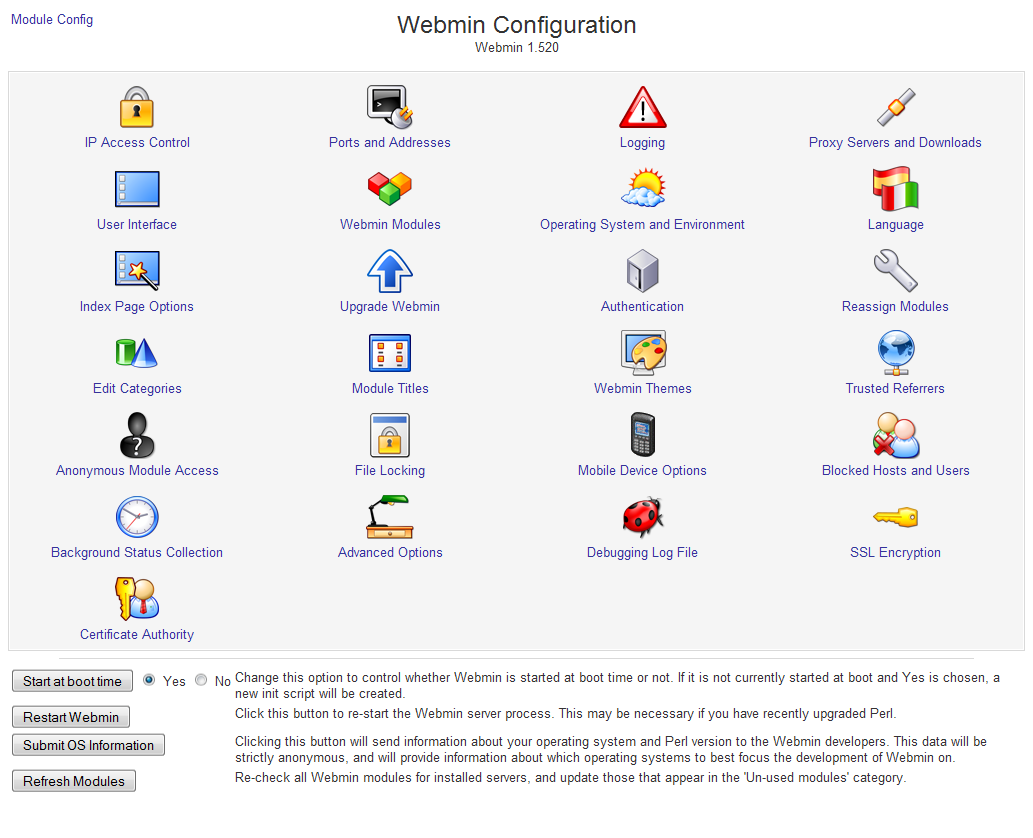 Module Config
Webmin Configuration
Webmin 1.520
IP Access Control
Ports and Addresses
Logging
Proxy Servers and Downloads
User Interface
Webmin Modules
Operating System and Environment
Language
Index Page Options
Upgrade Webmin
Authentication
Reassign Modules
Edit Categories
Module Titles
Webmin Themes
Trusted Referrers
Anonymous Module Access
File Locking
Mobile Device Options
Blocked Hosts and Users
Background Status Collection
Advanced Options
Debugging Log File
SSL Encryption
Certificate Authority
Start at boot time Yes No Change this option to control whether Webmin is started at boot time or not. If it is not currently started at boot and Yes is chosen, a
new init script will be created.
Restart Webmin Click this button to re-start the Webmin server process. This may be necessary if you have recently upgraded Perl.
Submit OS Information Clicking this button will send information about your operating system and Perl version to the Webmin developers. This data will be
strictly anonymous, and will provide information about which operating systems to best focus the development of Webmin on.
Refresh Modules Re-check all Webmin modules for installed servers, and update those that appear in the 'Un-used modules' category.